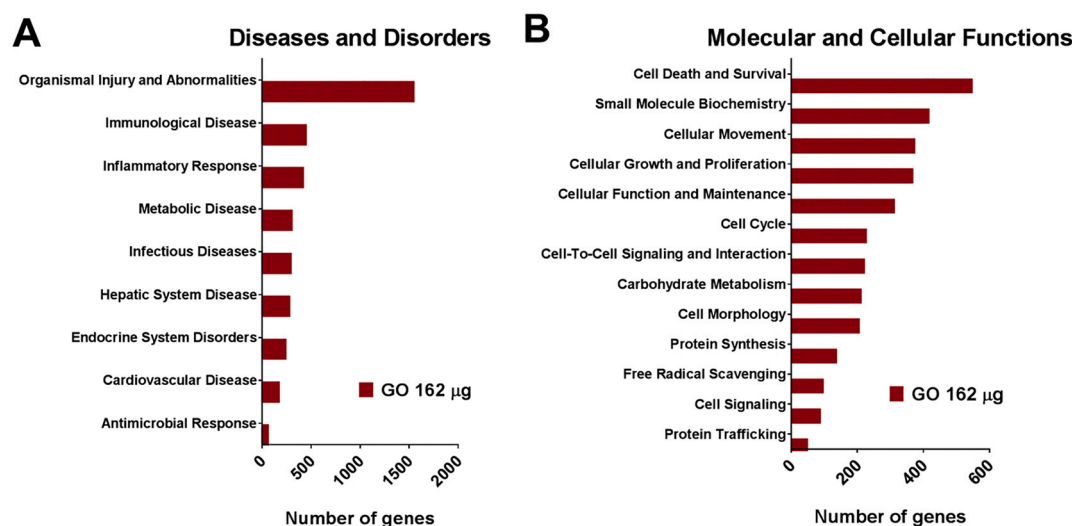 A
Diseases and Disorders
Organismal Injury and Abnormalities
Immunological Disease
Inflammatory Response
Metabolic Disease
Infectious Diseases
Hepatic System Disease
Endocrine System Disorders
Cardiovascular Disease
Antimicrobial Response
GO 162 µg
0
500
1000
1500
2000
Number of genes
B
Molecular and Cellular Functions
Cell Death and Survival
Small Molecule Biochemistry
Cellular Movement
Cellular Growth and Proliferation
Cellular Function and Maintenance
Cell Cycle
Cell-To-Cell Signaling and Interaction
Carbohydrate Metabolism
Cell Morphology
Protein Synthesis
Free Radical Scavenging
Cell Signaling
Protein Trafficking
GO 162 µg
0
200
400
600
Number of genes